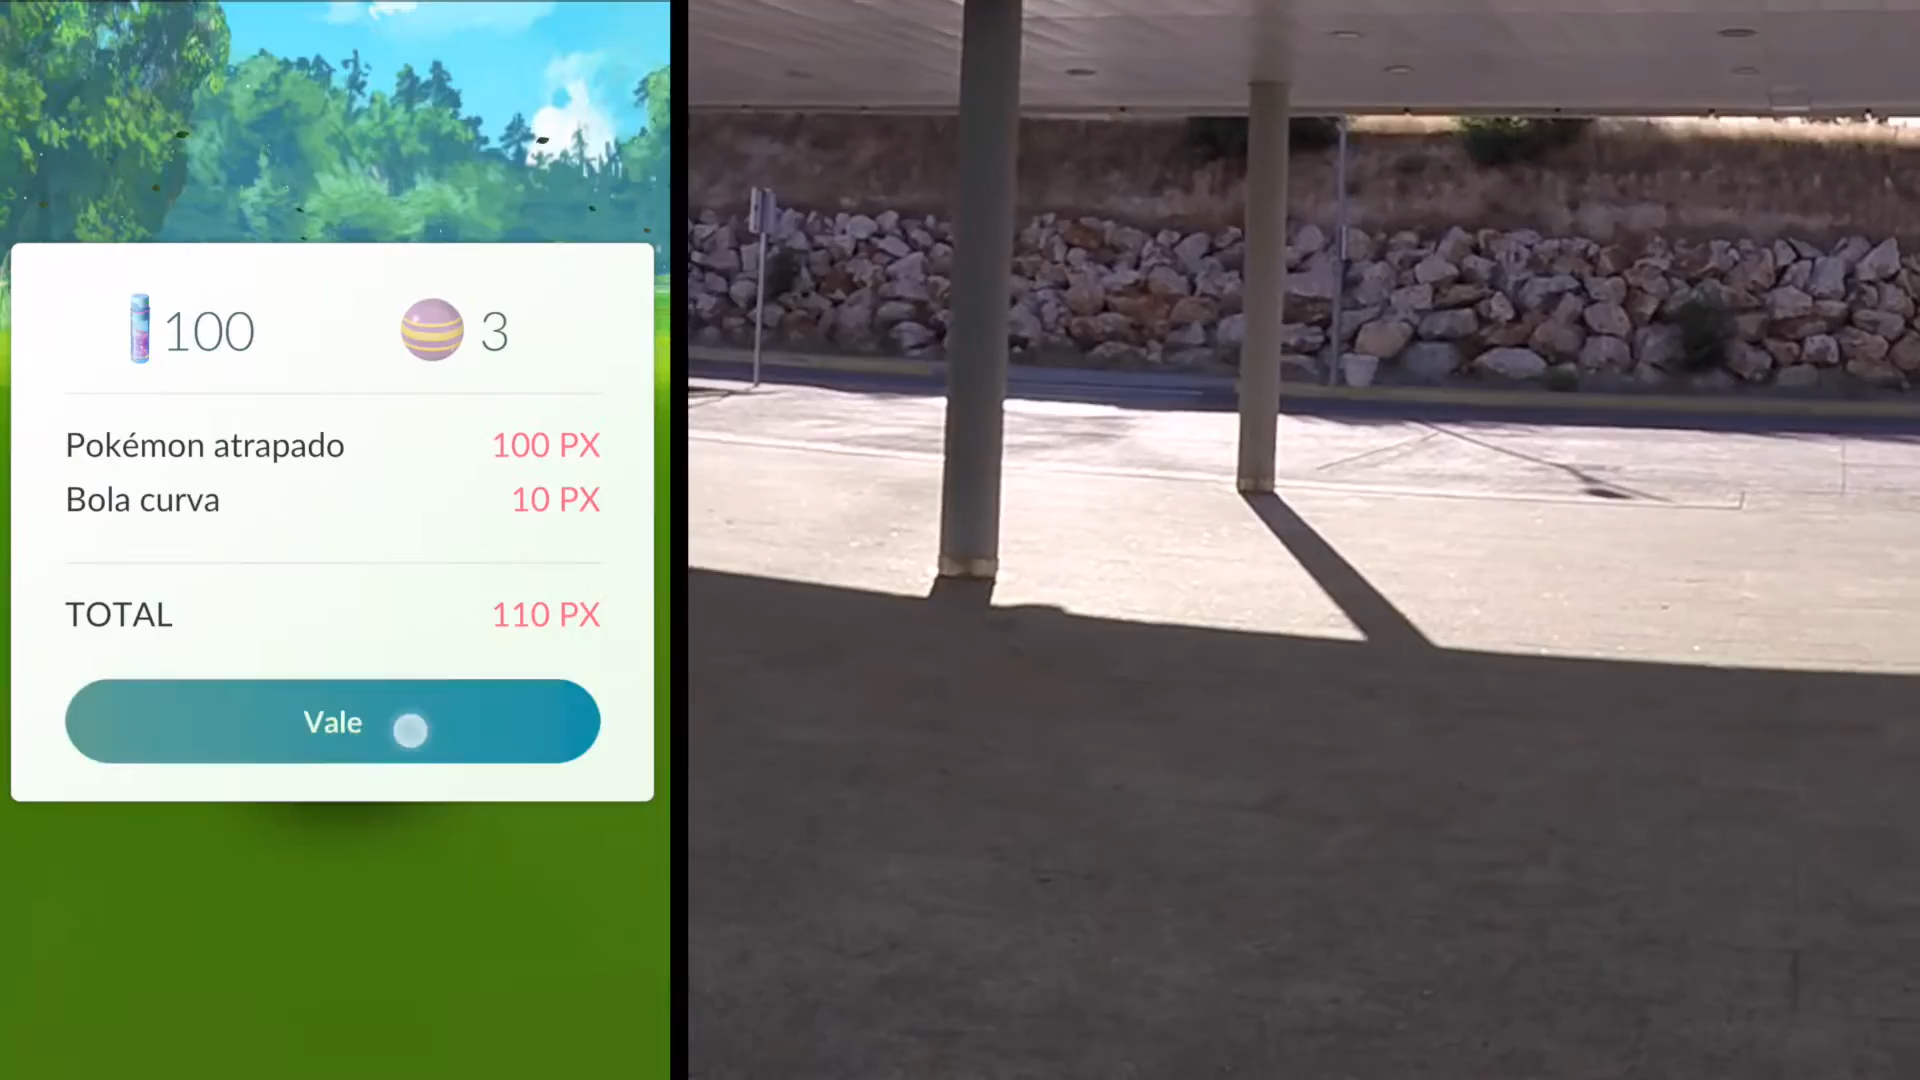 100 3
Pokémon atrapado 100 PX
Bola curva 10 PX
TOTAL 110 PX
Vale